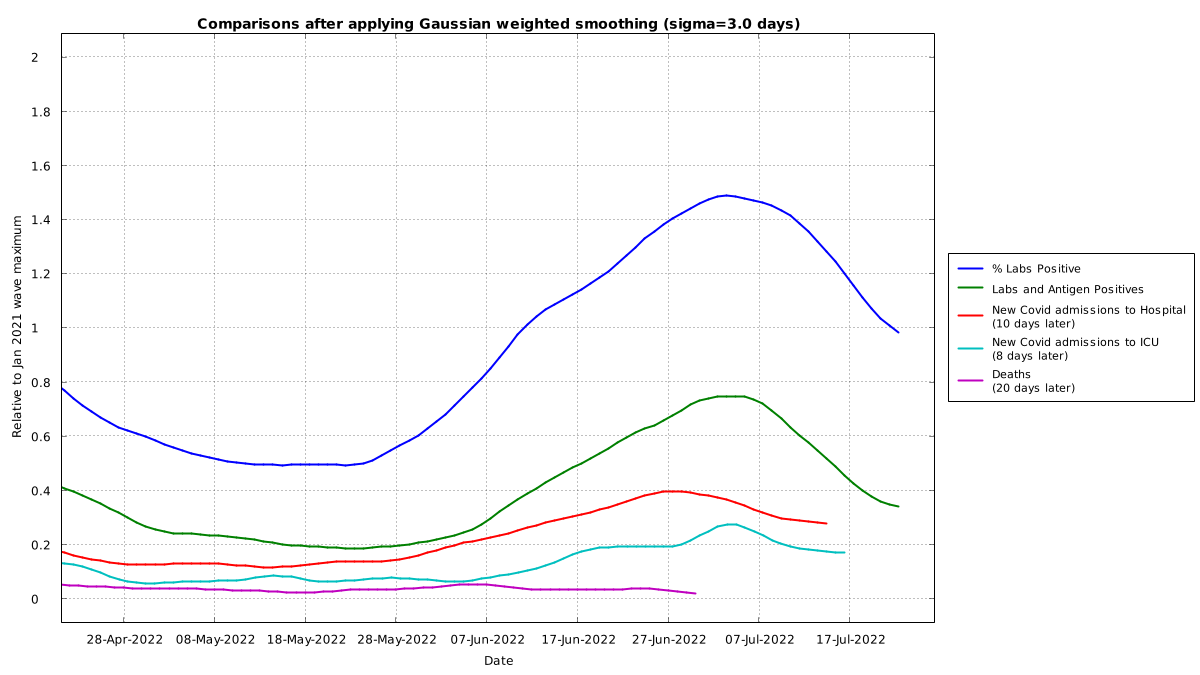 Comparisons after applying Gaussian weighted smoothing (sigma=3.0 days)
Relative to Jan 2021 wave maximum
2
1.8
1.6
1.4
1.2
1
0.8
0.6
0.4
0.2
0
28-Apr-2022 08-May-2022 18-May-2022 28-May-2022 07-Jun-2022 17-Jun-2022 27-Jun-2022 07-Jul-2022 17-Jul-2022
Date
% Labs Positive
Labs and Antigen Positives
New Covid admissions to Hospital
(10 days later)
New Covid admissions to ICU
(8 days later)
Deaths
(20 days later)